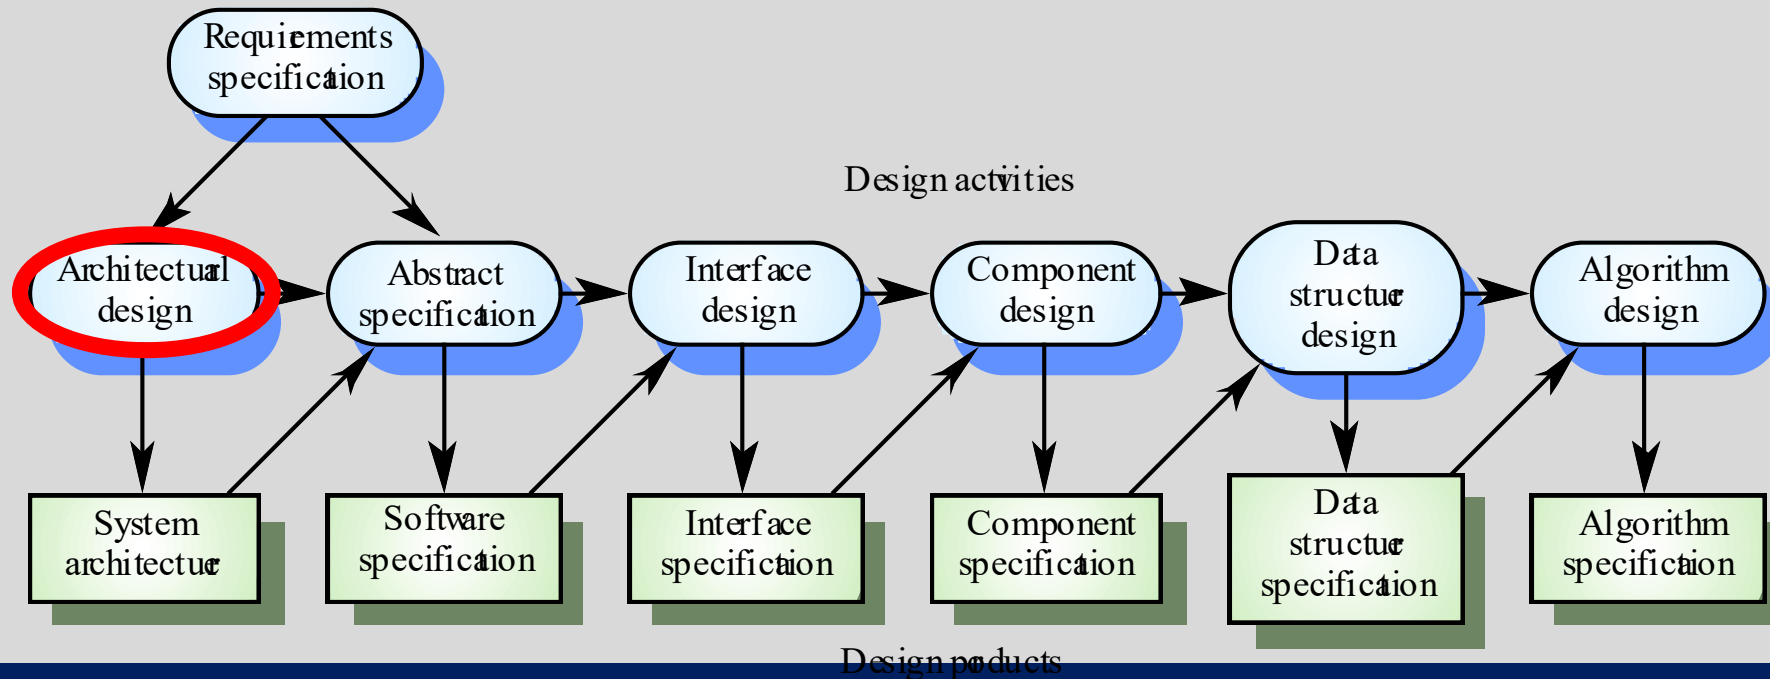 Requirements
specification
Design activities
Architectural
design
Abstract
specification
Interface
design
Component
design
Data
structure
design
Algorithm
design
System
architecture
Software
specification
Interface
specification
Component
specification
Data
structure
specification
Algorithm
specification
Design products